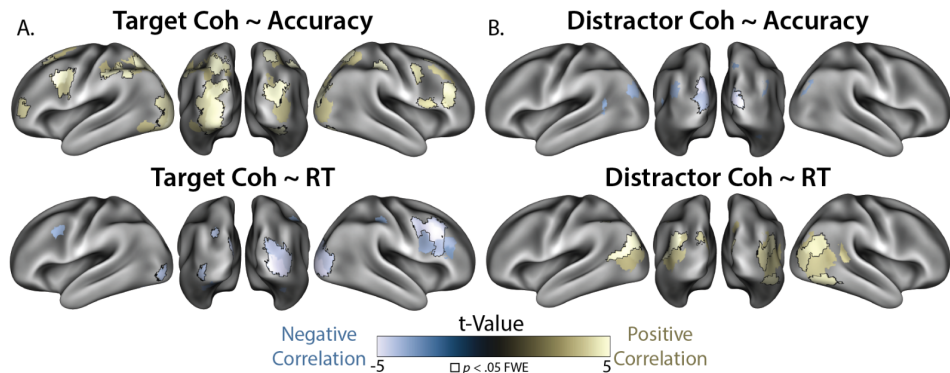 A.
Target Coh ~ Accuracy
Target Coh ~ RT
B.
Distractor Coh ~ Accuracy
Distractor Coh ~ RT
Negative
Correlation
t-Value
-5
□ p < .05 FWE
5
Positive
Correlation